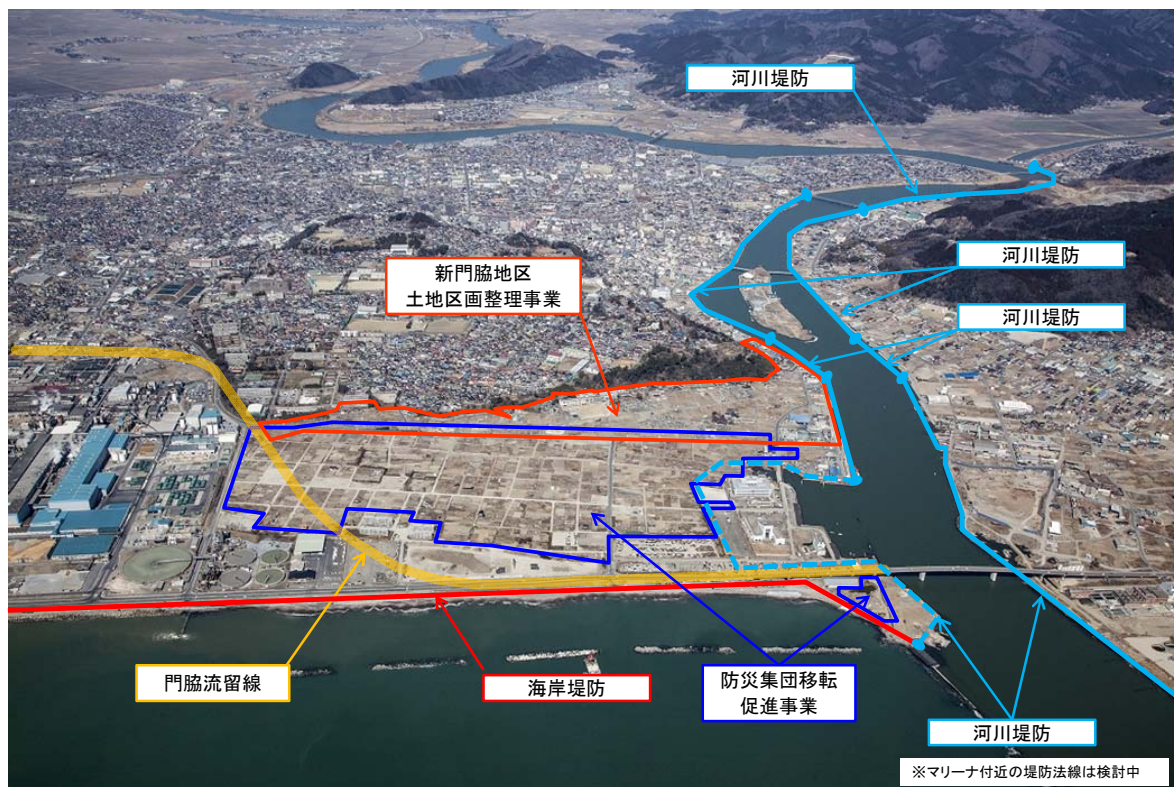 河川堤防
河川堤防
新門脇地区
土地区画整理事業
河川堤防
門脇流留線
海岸堤防
防災集団移転
促進事業
河川堤防
※マリーナ付近の堤防法線は検討中